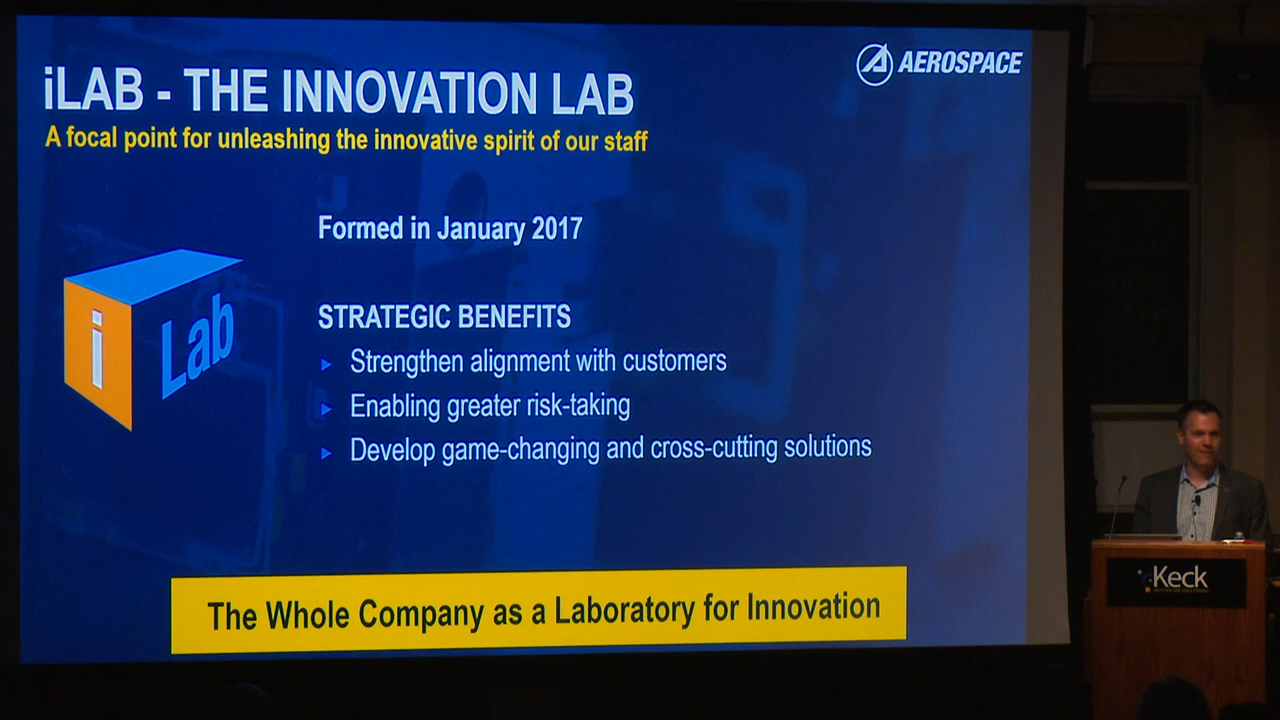 iLAB - THE INNOVATION LAB
AEROSPACE
A focal point for unleashing the innovative spirit of our staff
Formed in January 2017
i Lab
STRATEGIC BENEFITS
Strengthen alignment with customers
Enabling greater risk-taking
Develop game-changing and cross-cutting solutions
The Whole Company as a Laboratory for Innovation
Keck